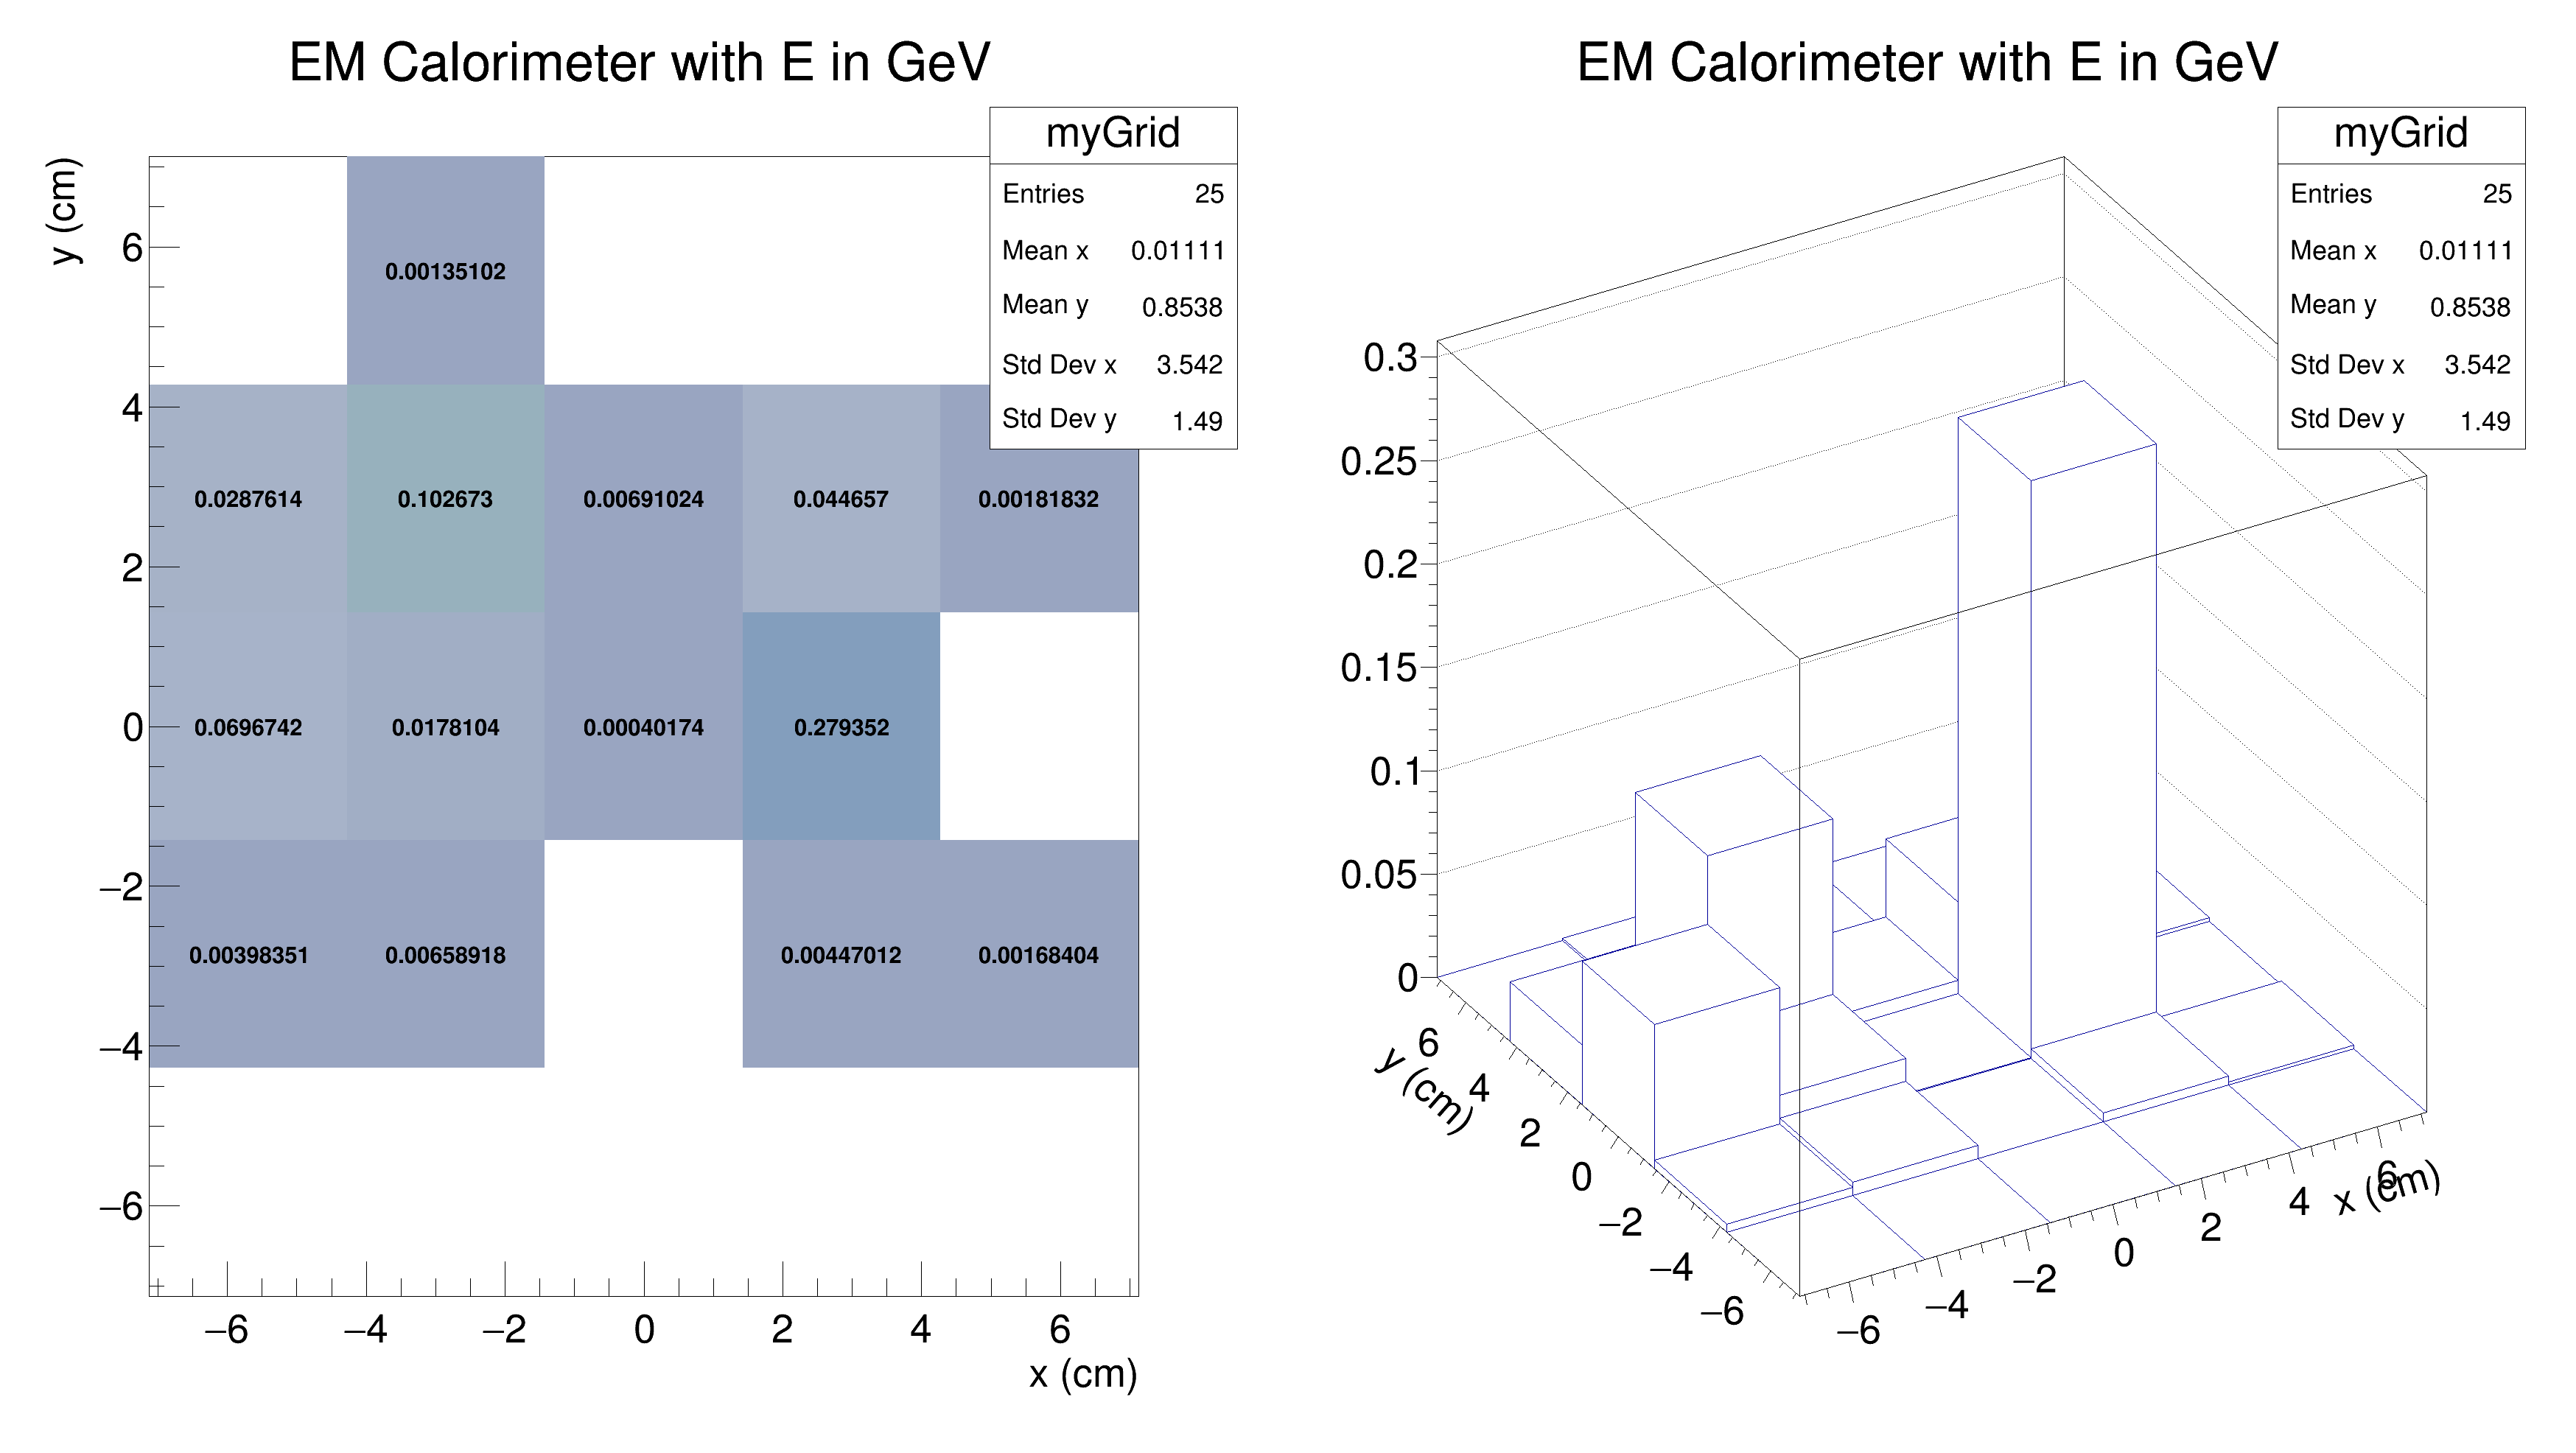 EM Calorimeter with E in GeV
myGrid
Entries 25
Mean x 0.01111
Mean y 0.8538
Std Dev x 3.542
Std Dev y 1.49
y (cm)
6
4
2
0
−2
−4
−6
0.00135102
0.0287614 0.102673 0.00691024 0.044657 0.00181832
0.0696742 0.0178104 0.00040174 0.279352
0.00398351 0.00658918 0.00447012 0.00168404
−6 −4 −2 0 2 4 6
x (cm)
EM Calorimeter with E in GeV
myGrid
Entries 25
Mean x 0.01111
Mean y 0.8538
Std Dev x 3.542
Std Dev y 1.49
0.3
0.25
0.2
0.15
0.1
0.05
0
6
4
2
0
−2
−4
−6
y (cm)
−6 −4 −2 0 2 4 6
x (cm)